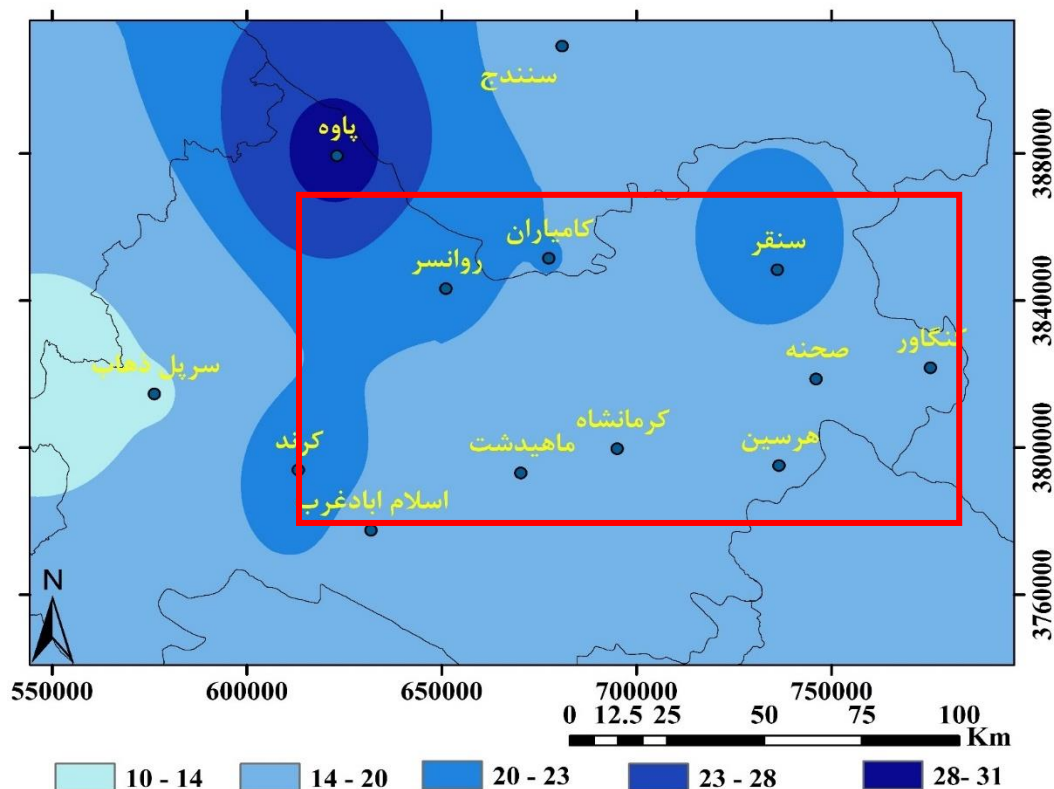 سنندج
پاوه
3880000
کامیاران
سنقر
روانسر
3840000
کنگاور
صحنه
سرپل ذهاب
کرمانشاه
هرسین
ماهیدشت
کرند
3800000
اسلام ابادغرب
N
3760000
550000 600000 650000 700000 750000
0 12.5 25 50 75 100
Km
10 - 14 14 - 20 20 - 23 23 - 28 28- 31